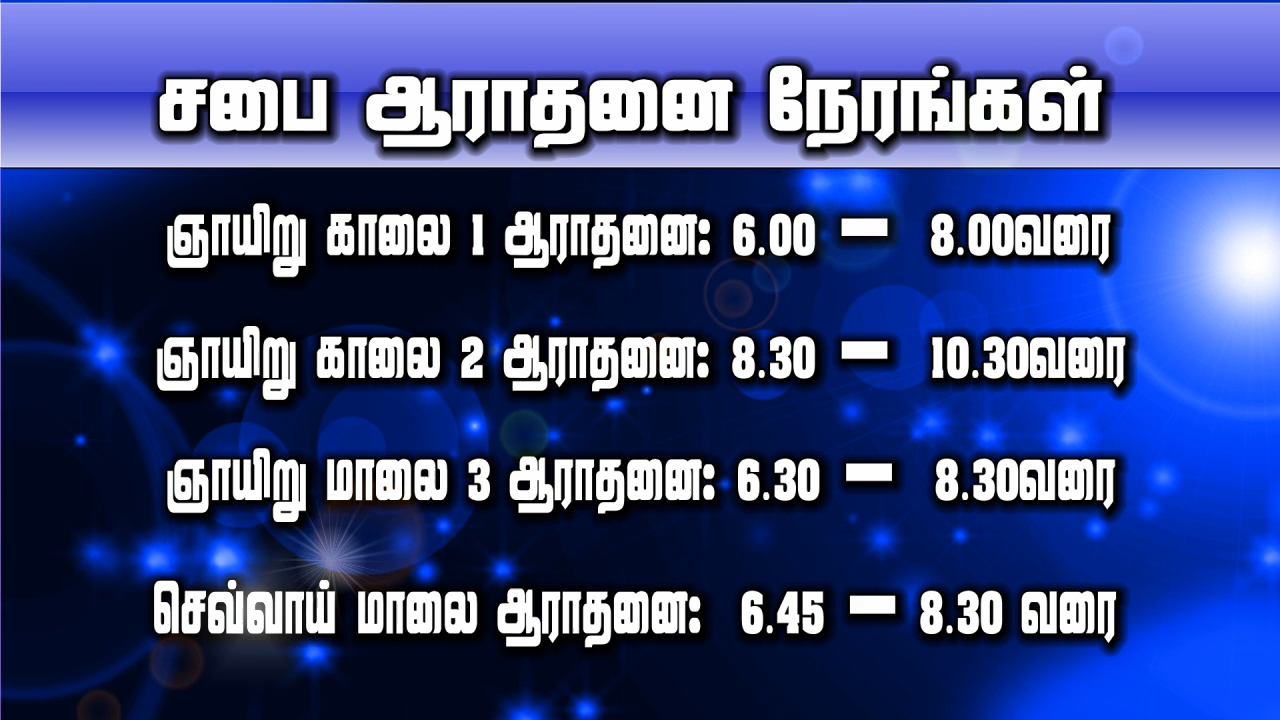 சபை ஆராதனை நேரங்கள்
ஞாயிறு காலை 1 ஆராதனை: 6.00 – 8.00வரை
ஞாயிறு காலை 2 ஆராதனை: 8.30 – 10.30வரை
ஞாயிறு மாலை 3 ஆராதனை: 6.30 – 8.30வரை
செவ்வாய் மாலை ஆராதனை: 6.45 – 8.30 வரை